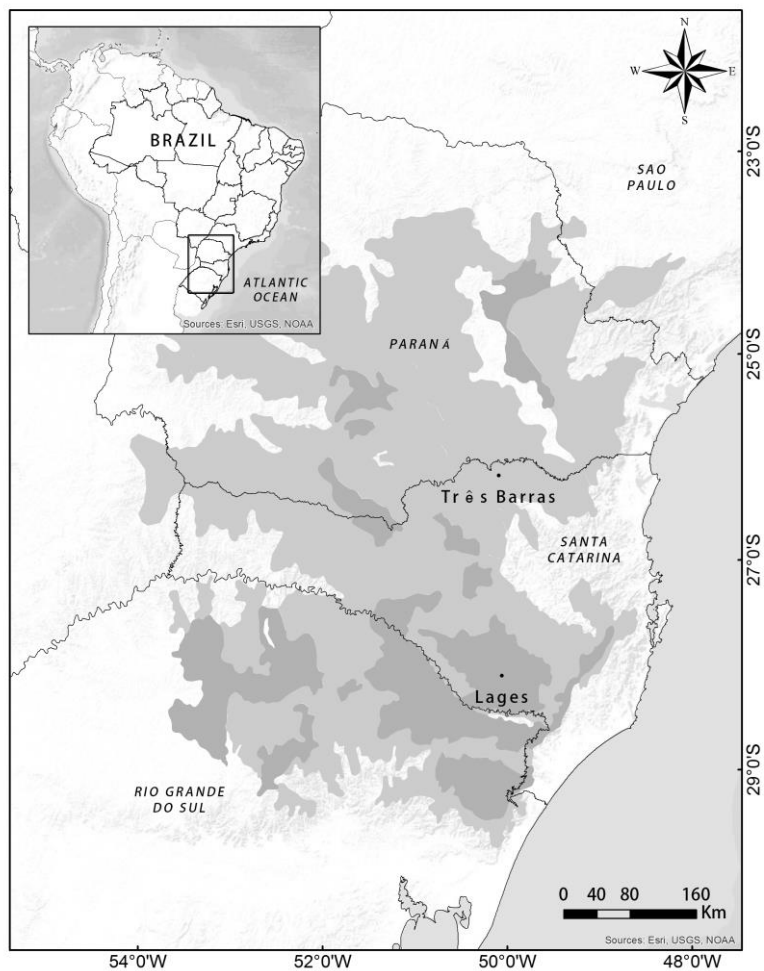 BRAZIL
ATLANTIC
OCEAN
Sources: Esri, USGS, NOAA
N
W
E
S
SAO
PAULO
PARANÁ
Três Barras
SANTA
CATARINA
Lages
RIO GRANDE
DO SUL
23°0'S
25°0'S
27°0'S
29°0'S
0 40 80 160
Km
Sources: Esri, USGS, NOAA
54°0'W 52°0'W 50°0'W 48°0'W